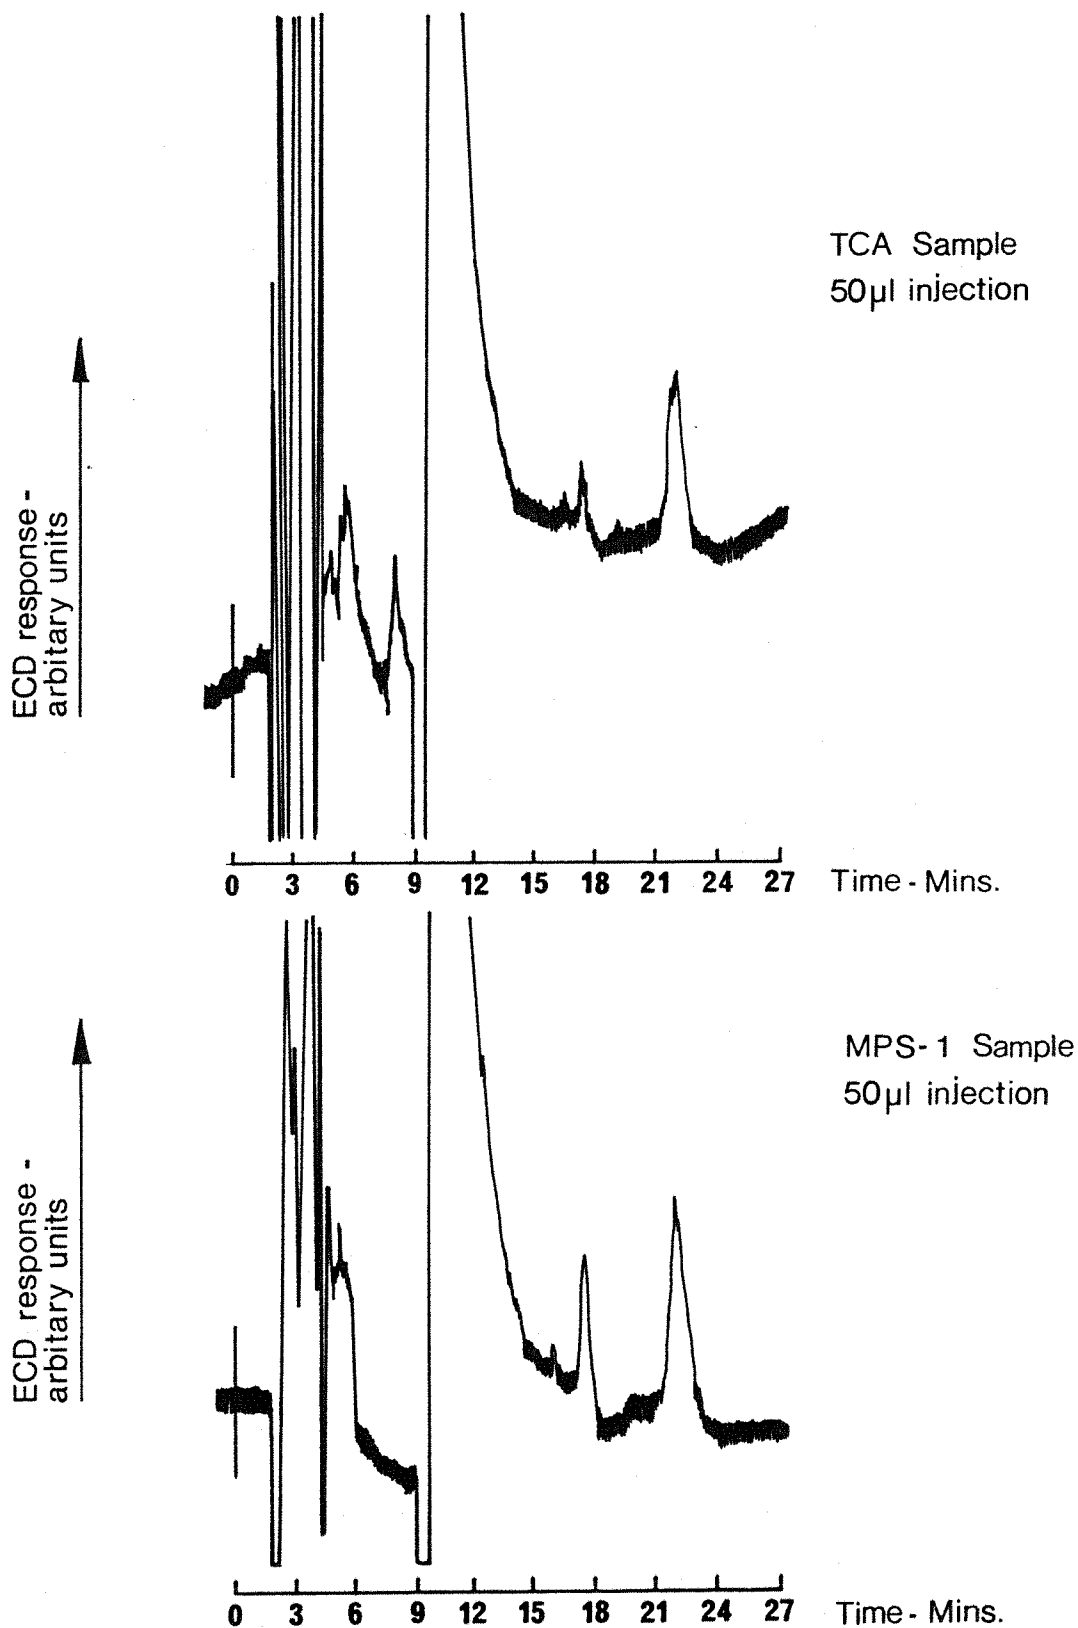 TCA Sample
50µl injection
ECD response -
arbitary units
0 3 6 9 12 15 18 21 24 27 Time - Mins.
MPS-1 Sample
50µl injection
ECD response -
arbitary units
0 3 6 9 12 15 18 21 24 27 Time - Mins.